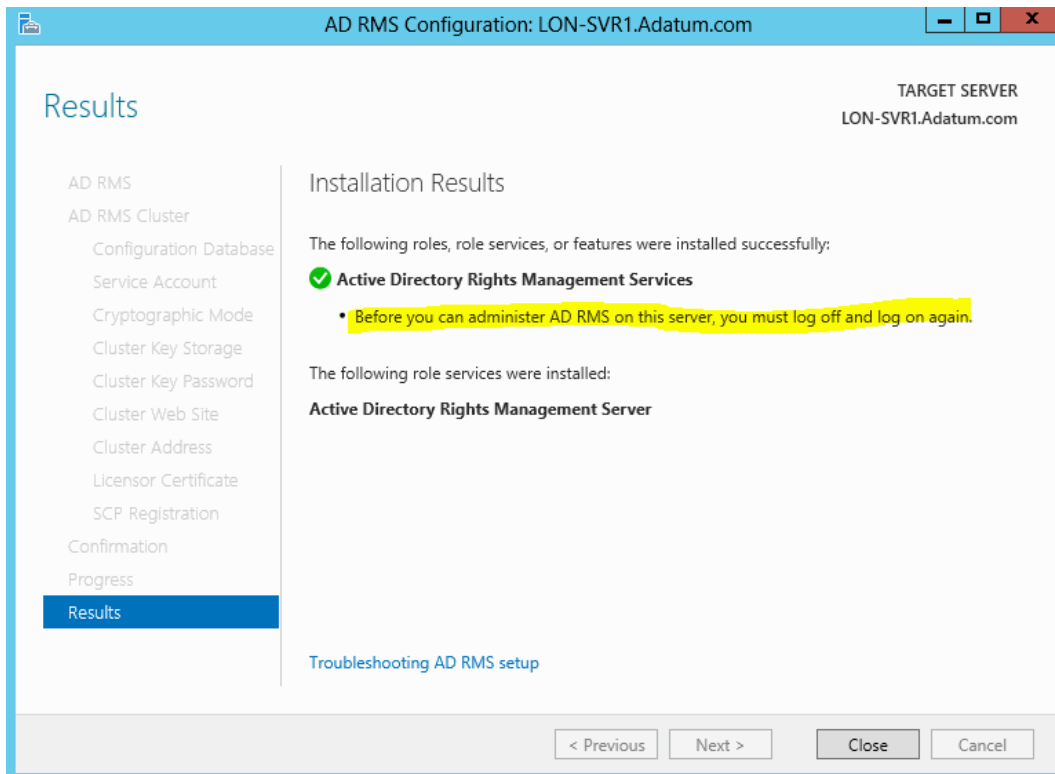 AD RMS Configuration: LON-SVR1.Adatum.com
Results
TARGET SERVER
LON-SVR1.Adatum.com
AD RMS
AD RMS Cluster
Configuration Database
Service Account
Cryptographic Mode
Cluster Key Storage
Cluster Key Password
Cluster Web Site
Cluster Address
Licensor Certificate
SCP Registration
Confirmation
Progress
Results
Installation Results
The following roles, role services, or features were installed successfully:
Active Directory Rights Management Services
• Before you can administer AD RMS on this server, you must log off and log on again.
The following role services were installed:
Active Directory Rights Management Server
Troubleshooting AD RMS setup
< Previous Next > Close Cancel